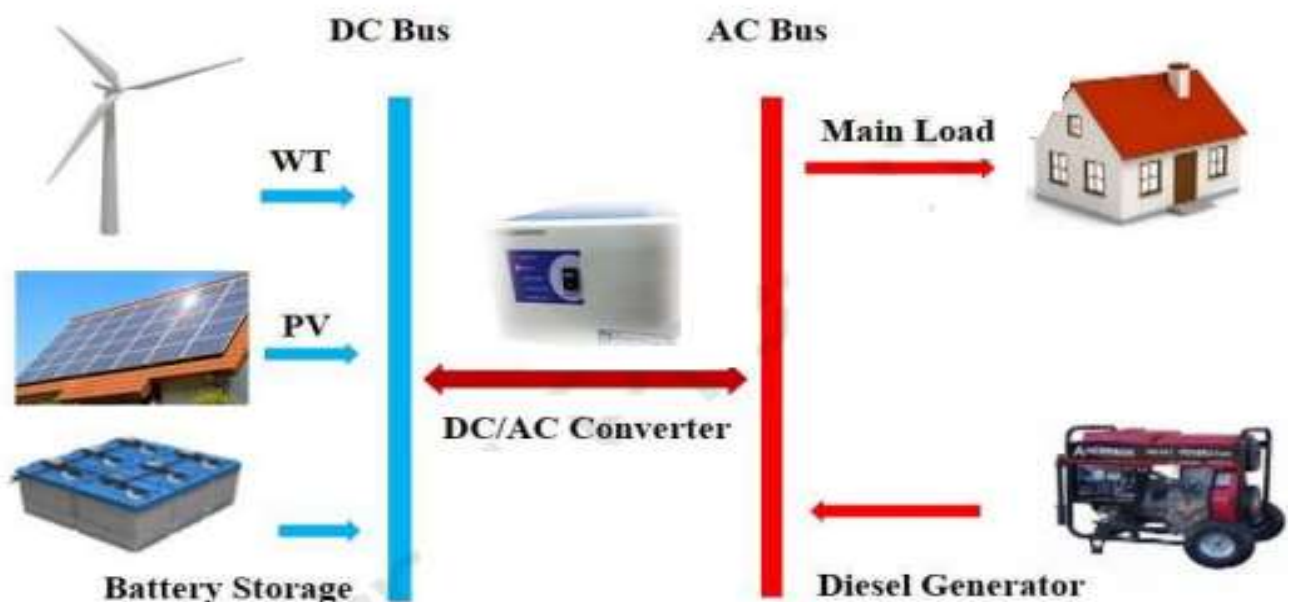 DC Bus
AC Bus
WT
Main Load
PV
DC/AC Converter
Battery Storage
Diesel Generator